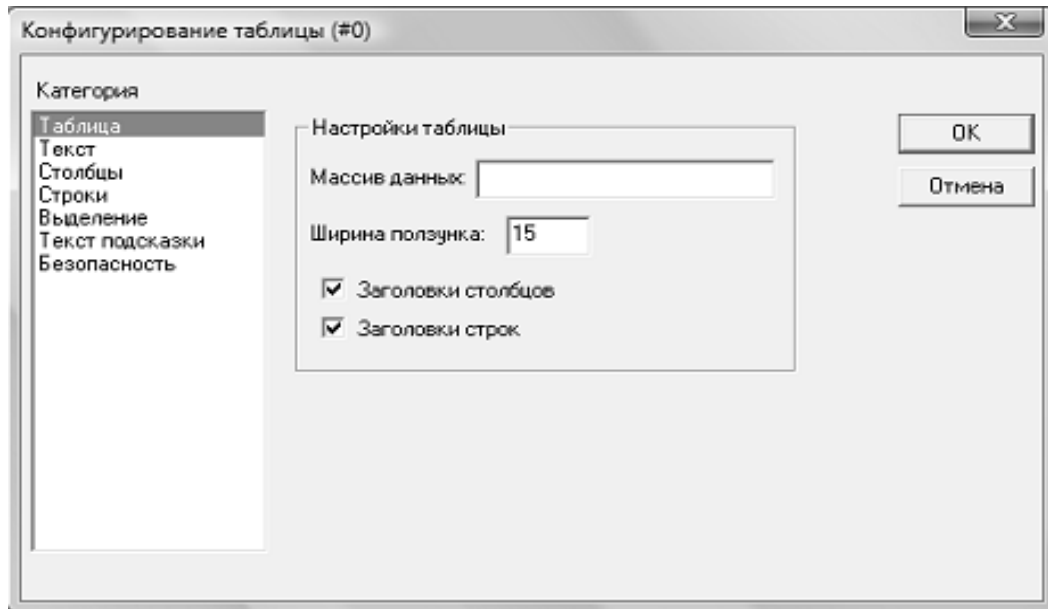 Конфигурирование таблицы (#0)
Категория
Таблица
Текст
Столбцы
Строки
Выделение
Текст подсказки
Безопасность
Настройки таблицы
Массив данных:
Ширина ползунка: 15
Заголовки столбцов
Заголовки строк
OK
Отмена